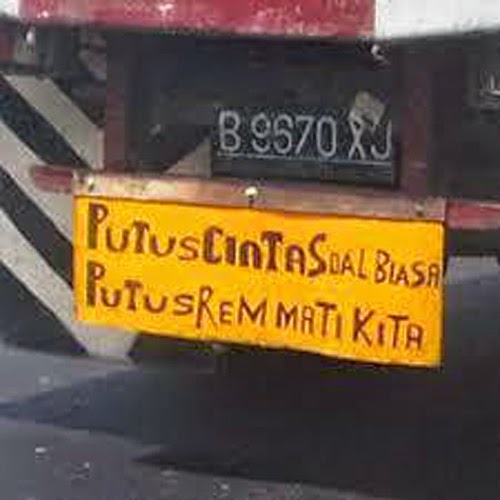 B 9670 XJ
PUTUS CINTA SOAL BIASA
PUTUS REM MATI KITA